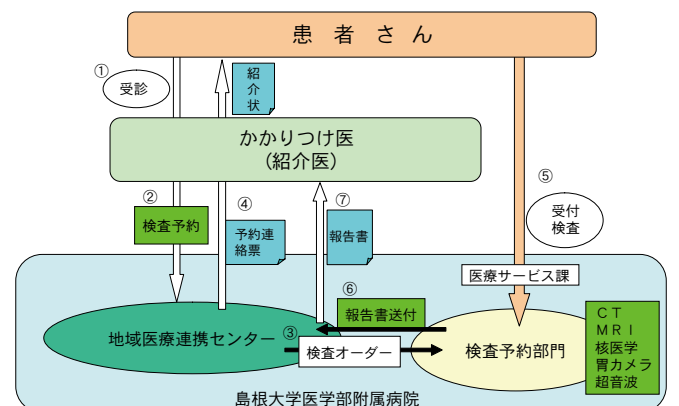 患者さん
①
受診
紹
介
状
かかりつけ医
(紹介医)
②
検査予約
④
予約連
絡票
⑦
報告書
⑤
受付
検査
医療サービス課
⑥
報告書送付
地域医療連携センター
③
検査オーダー
検査予約部門
ＣＴ
ＭＲＩ
核医学
胃カメラ
超音波
島根大学医学部附属病院